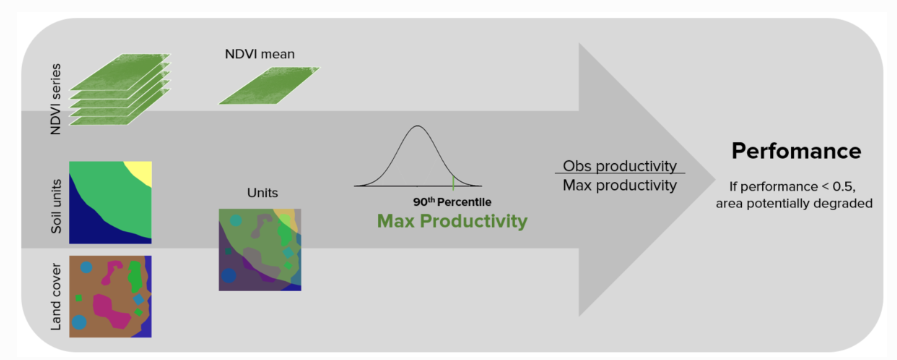 NDVI series
NDVI mean
Soil units
Units
Land cover
90th Percentile
Max Productivity
Obs productivity
Max productivity
Perfomance
If performance < 0.5,
area potentially degraded